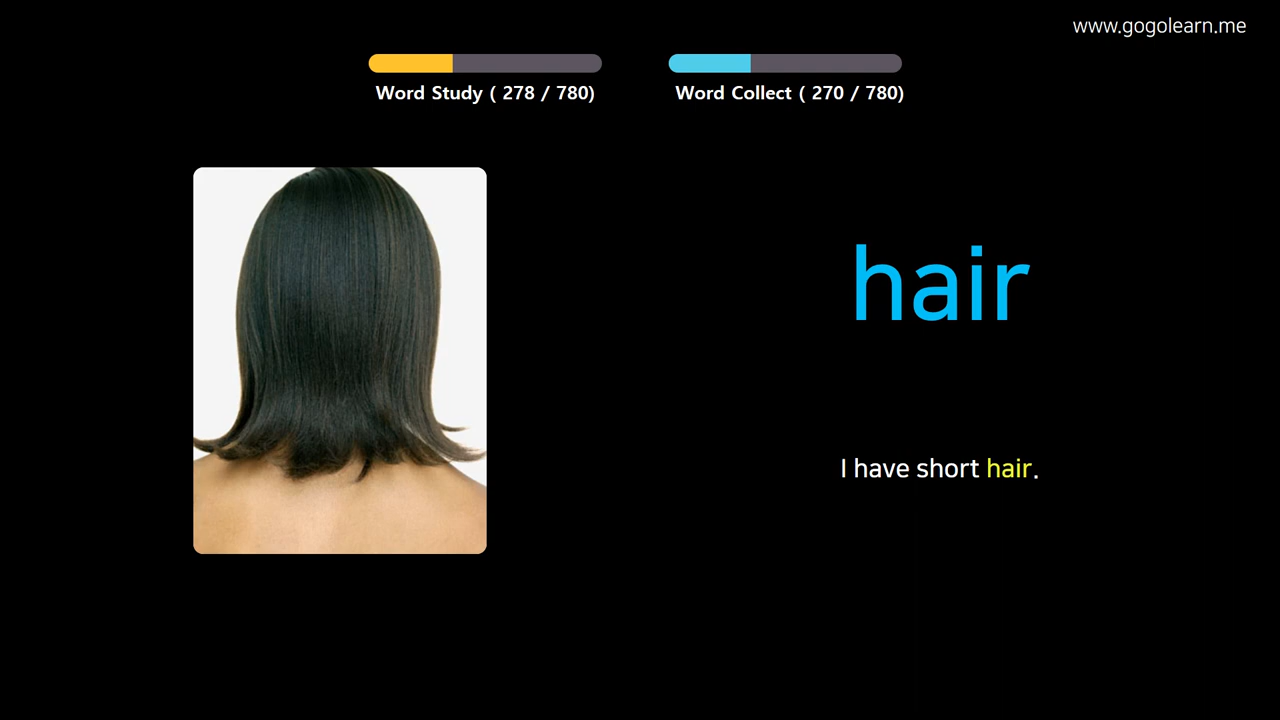 www.gogolearn.me
Word Study ( 278 / 780)
Word Collect ( 270 / 780)
hair
I have short hair.